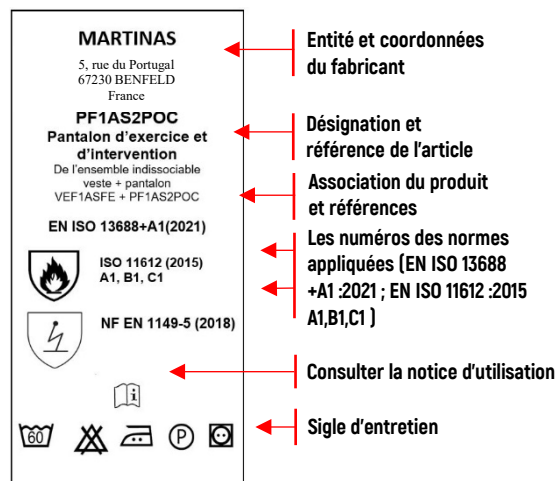 MARTINAS
5, rue du Portugal
67230 BENFELD
France
PF1AS2POC
Pantalon d'exercice et
d'intervention
De l'ensemble indissociable
veste + pantalon
VEF1ASFE + PF1AS2POC
EN ISO 13688+A1(2021)
ISO 11612 (2015)
A1, B1, C1
NF EN 1149-5 (2018)
i
60
P
Entité et coordonnées
du fabricant
Désignation et
référence de l'article
Association du produit
et références
Les numéros des normes
appliquées (EN ISO 13688
+A1 :2021 ; EN ISO 11612 :2015
A1,B1,C1 )
Consulter la notice d'utilisation
Sigle d'entretien